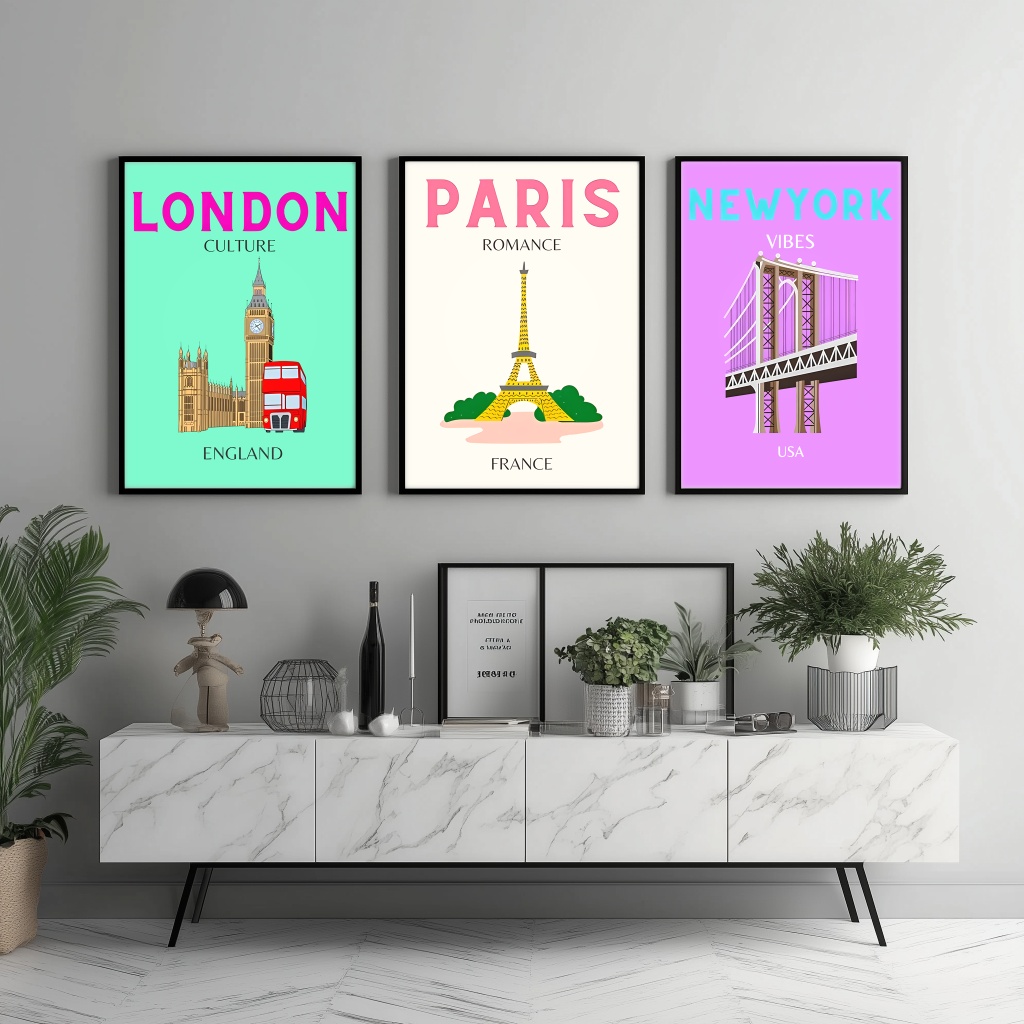 LONDON
CULTURE
ENGLAND
PARIS
ROMANCE
FRANCE
NEWYORK
VIBES
USA